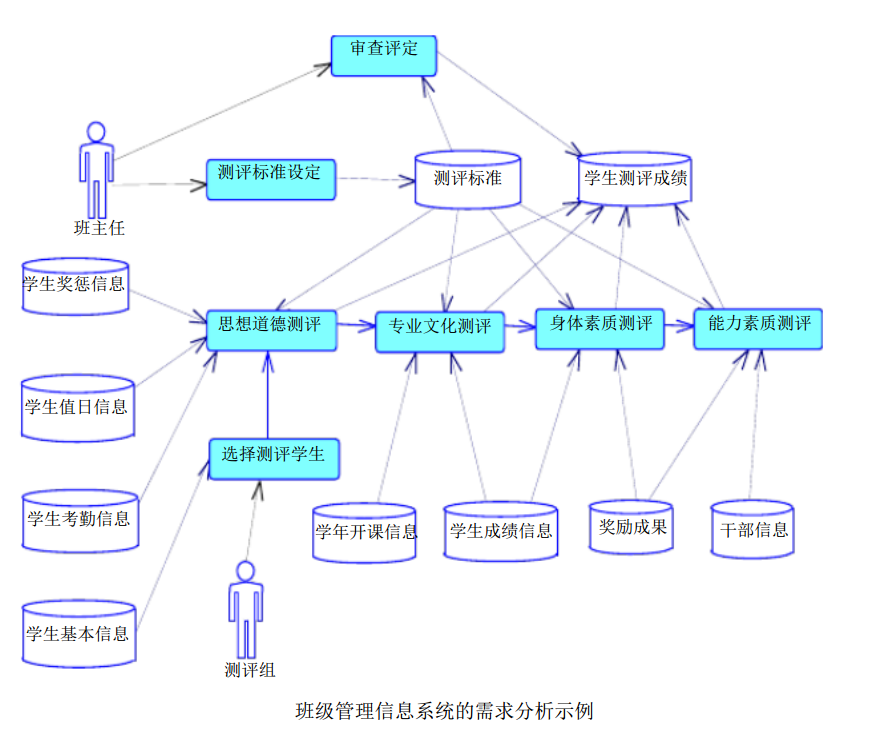 审查评定
测评标准设定
测评标准
学生测评成绩
班主任
学生奖惩信息
思想道德测评
专业文化测评
身体素质测评
能力素质测评
学生值日信息
选择测评学生
学生考勤信息
学年开课信息
学生成绩信息
奖励成果
干部信息
学生基本信息
测评组
班级管理信息系统的需求分析示例